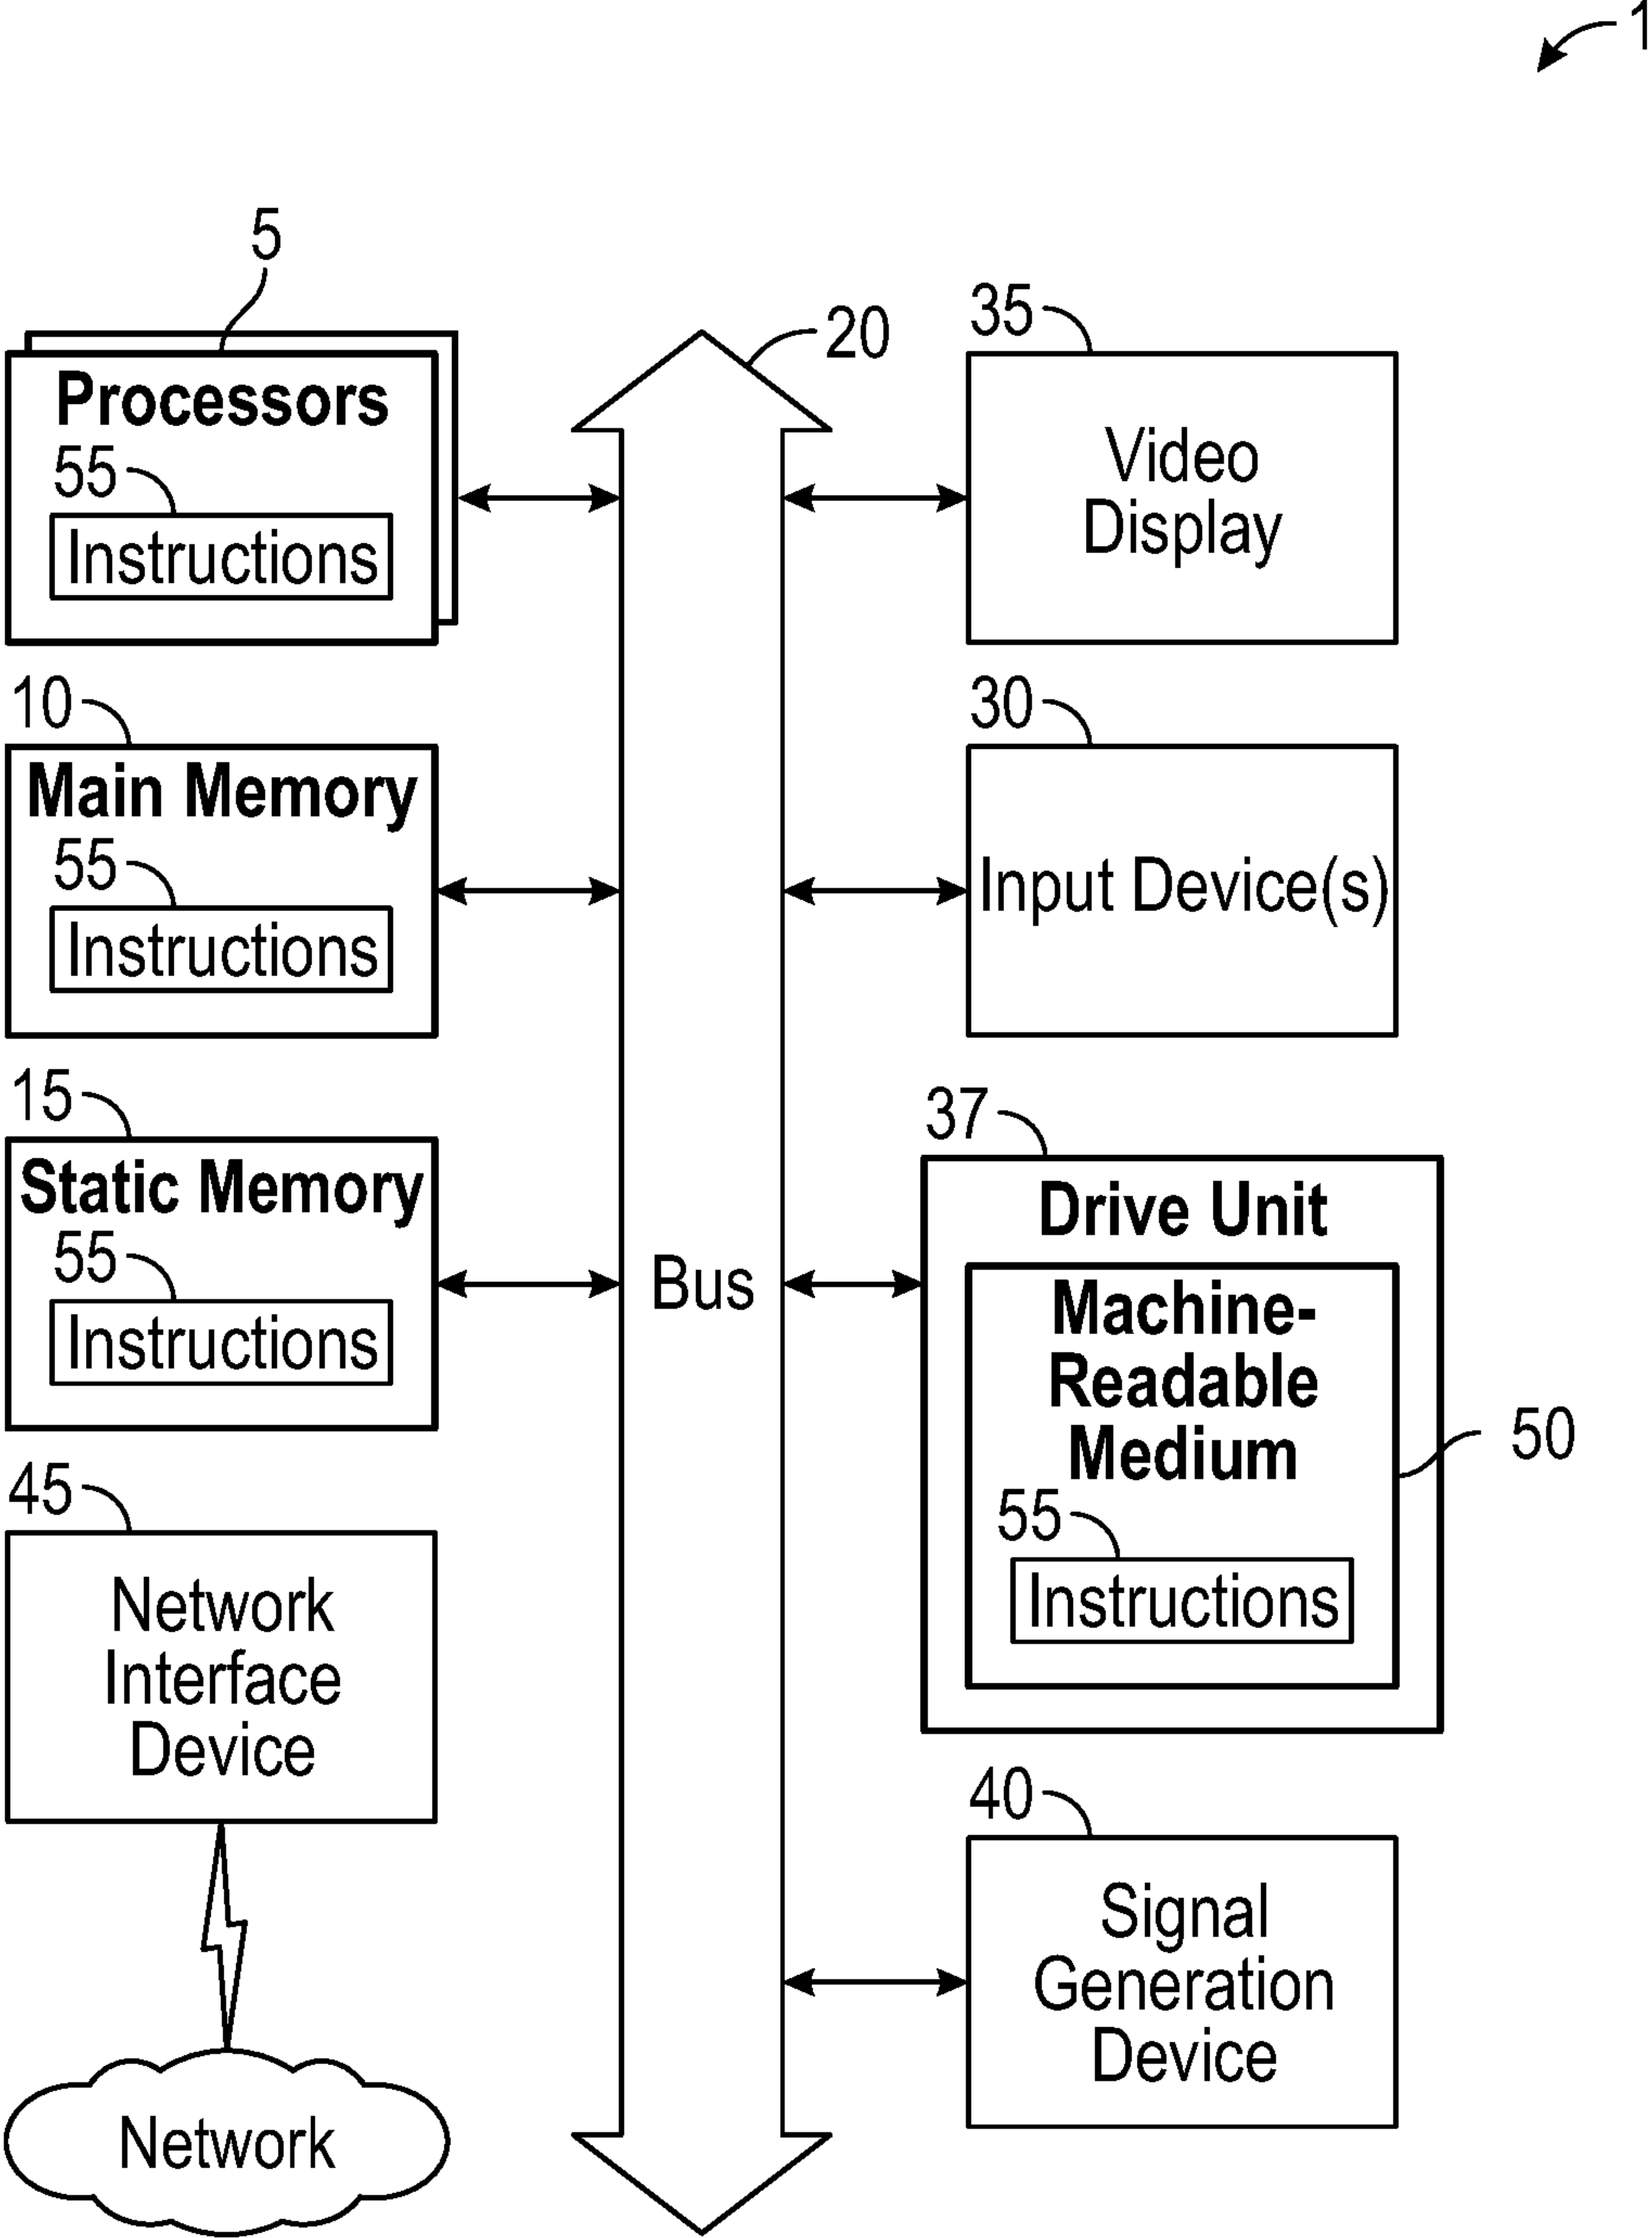 1
5
Processors
55
Instructions
10
Main Memory
55
Instructions
15
Static Memory
55
Instructions
45
Network
Interface
Device
Network
20
Bus
35
Video
Display
30
Input Device(s)
37
Drive Unit
Machine-
Readable
Medium
50
55
Instructions
40
Signal
Generation
Device